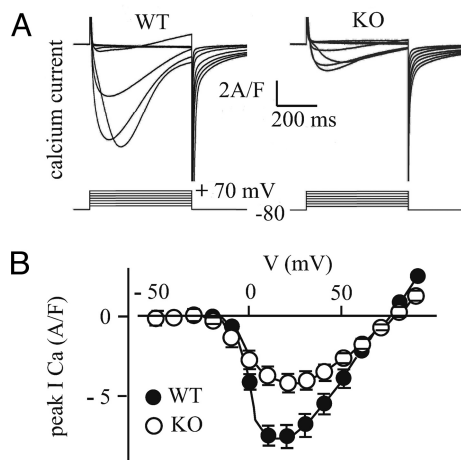 A
WT
KO
calcium current
2A/F
200 ms
+ 70 mV
-80
B
V (mV)
- 50
0
50
peak I Ca (A/F)
0
- 5
WT
KO